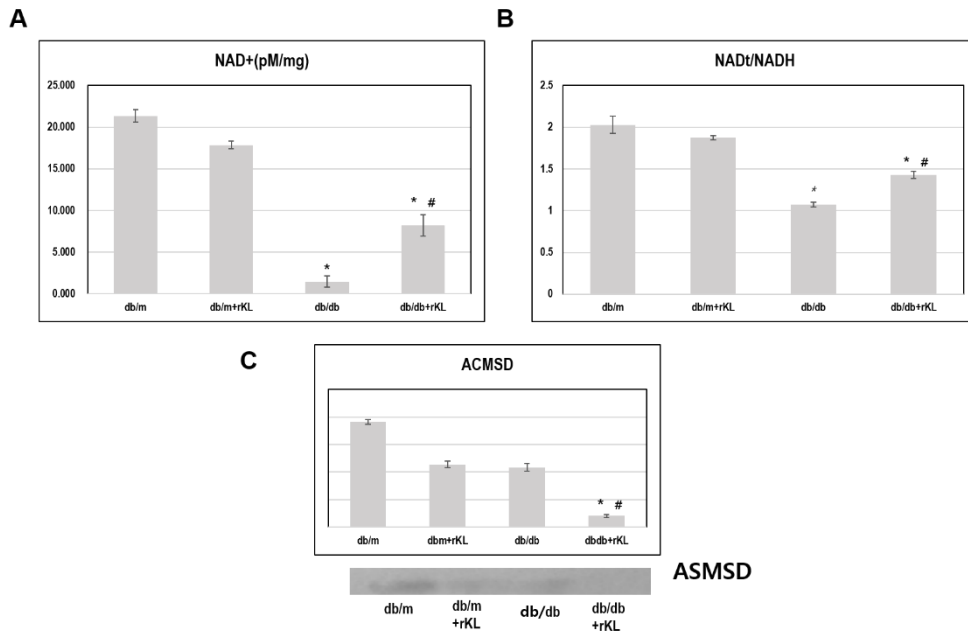 A
NAD+(pM/mg)
25.000
20.000
15.000
10.000
5.000
0.000
* 
* #
db/m
db/m+rKL
db/db
db/db+rKL
B
NADt/NADH
2.5
2
1.5
1
0.5
0
*
* #
db/m
db/m+rKL
db/db
db/db+rKL
C
ACMSD
* #
db/m
dbm+rKL
db/db
dbdb+rKL
ASMSD
db/m
db/m
+rKL
db/db
db/db
+rKL